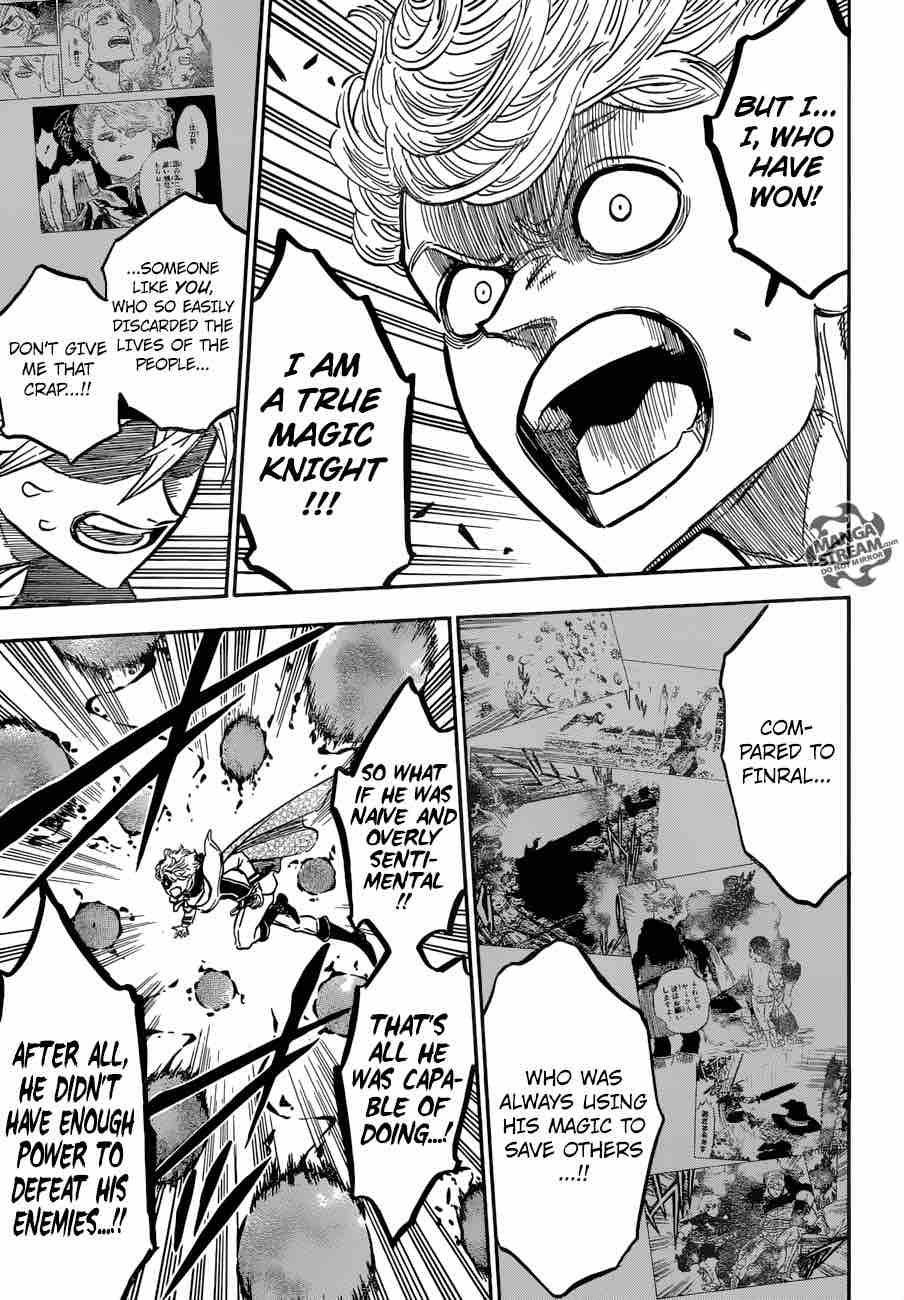 BUT I...
I, WHO
HAVE
WON!
I AM
A TRUE
MAGIC
KNIGHT
!!!
...SOMEONE
LIKE YOU,
WHO SO EASILY
DISCARDED THE
LIVES OF THE
PEOPLE...
DON'T GIVE
ME THAT
CRAP...!!
MANGA
STREAM.com
DO NOT MIRROR
COM-
PARED TO
FINRAL...
WHO WAS
ALWAYS USING
HIS MAGIC TO
SAVE OTHERS
...!!
SO WHAT
IF HE WAS
NAIVE AND
OVERLY
SENTI-
MENTAL
!!
THAT'S
ALL HE
WAS CAPA-
BLE OF
DOING...!
AFTER ALL,
HE DIDN'T
HAVE ENOUGH
POWER TO
DEFEAT HIS
ENEMIES...!!